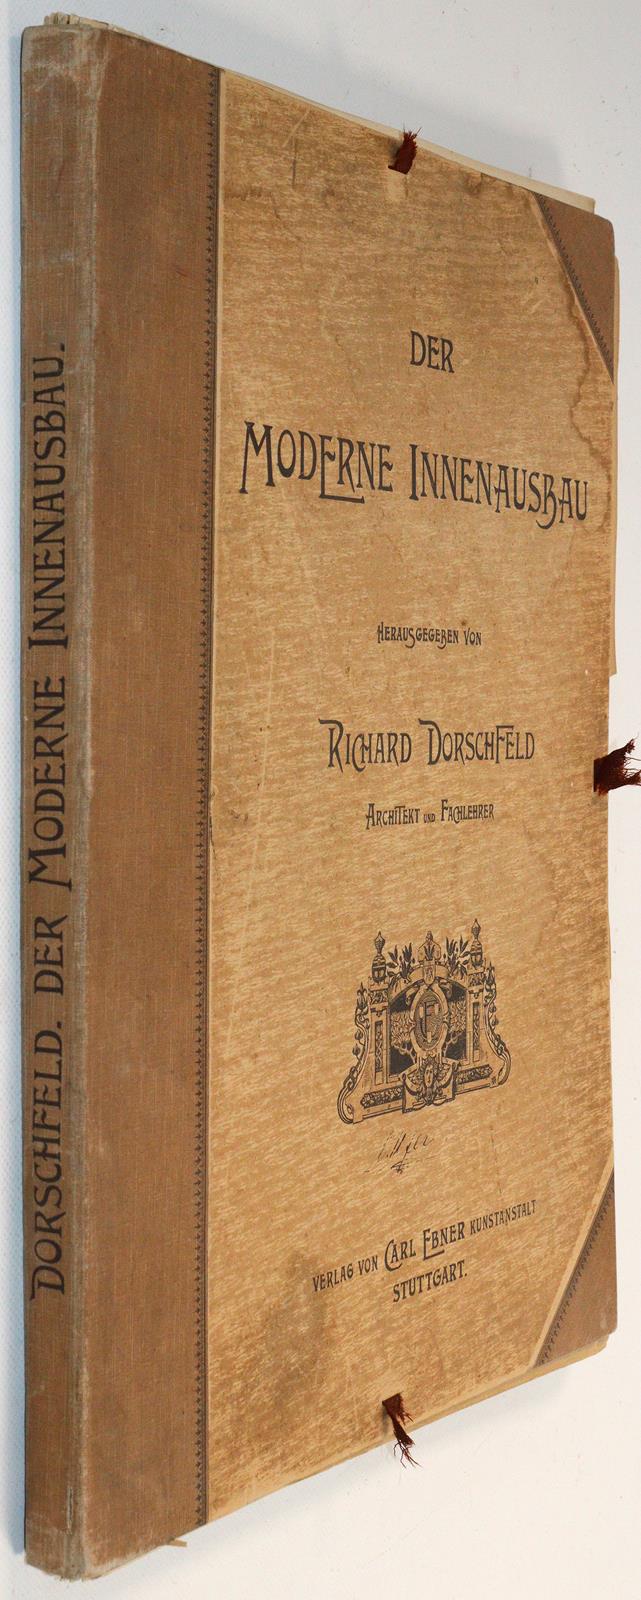 DORSCHFELD. DER MODERNE INNENAUSBAU.
DER
MODERNE INNENAUSBAU
HERAUSGEGEBEN VON
RICHARD DORSCHFELD
ARCHITEKT UND FACHLEHRER
VERLAG VON CARL EBNER KUNSTANSTALT
STUTTGART.